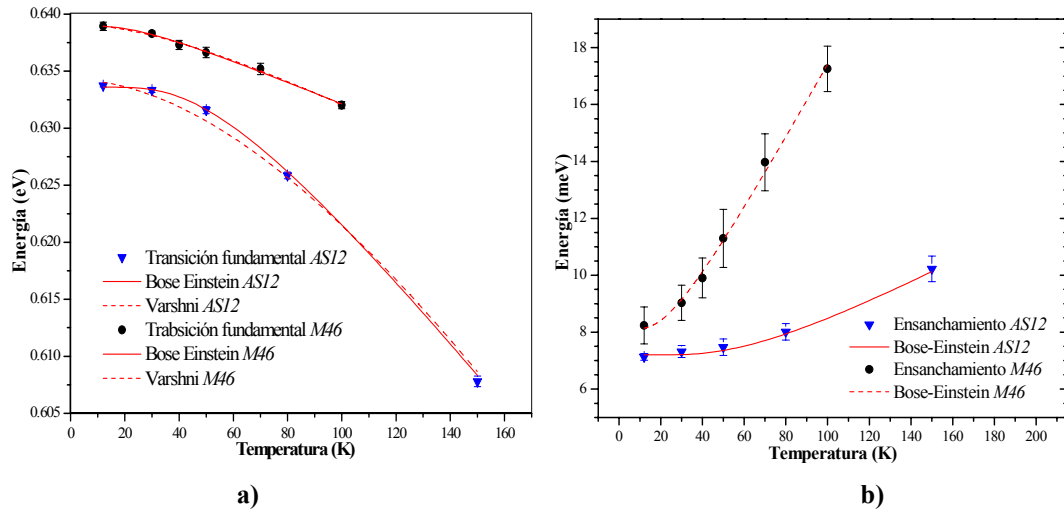 0.640
0.635
0.630
0.625
0.620
0.615
0.610
0.605
Energía (eV)
Transición fundamental AS12
Bose Einstein AS12
Varshni AS12
Trabsición fundamental M46
Bose Einstein M46
Varshni M46
0 20 40 60 80 100 120 140 160
Temperatura (K)
a)
18
16
14
12
10
8
6
Energía (meV)
Ensanchamiento AS12
Bose-Einstein AS12
Ensanchamiento M46
Bose-Einstein M46
0 20 40 60 80 100 120 140 160 180 200
Temperatura (K)
b)